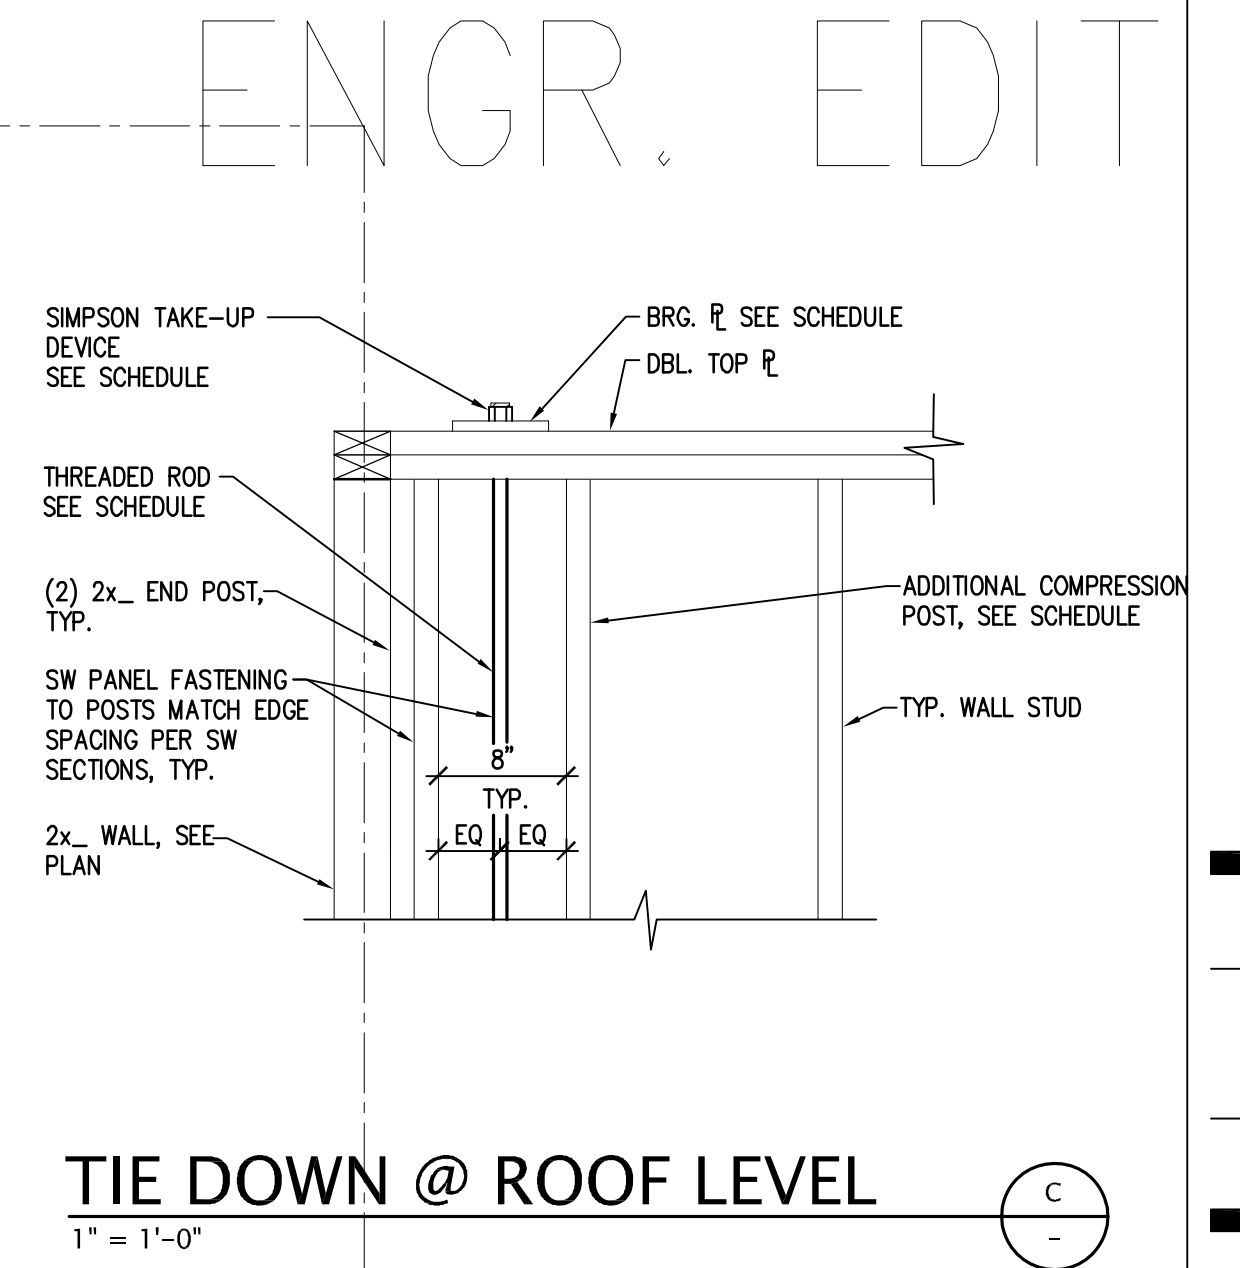 ENGR. EDIT
SIMPSON TAKE-UP
DEVICE
SEE SCHEDULE
BRG. ⅊ SEE SCHEDULE
DBL. TOP ⅊
THREADED ROD
SEE SCHEDULE
(2) 2x_ END POST,
TYP.
ADDITIONAL COMPRESSION
POST, SEE SCHEDULE
SW PANEL FASTENING
TO POSTS MATCH EDGE
SPACING PER SW
SECTIONS, TYP.
TYP. WALL STUD
8"
TYP.
EQ EQ
2x_ WALL, SEE
PLAN
TIE DOWN @ ROOF LEVEL
1" = 1'-0"
C
-